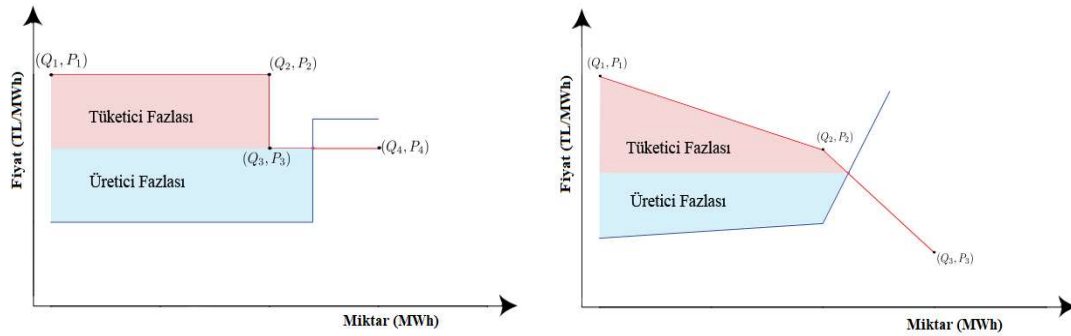 (Q₁, P₁)
(Q₂, P₂)
Tüketici Fazlası
(Q₃, P₃)
(Q₄, P₄)
Üretici Fazlası
Fiyat (TL/MWh)
Miktar (MWh)
(Q₁, P₁)
(Q₂, P₂)
Tüketici Fazlası
Üretici Fazlası
(Q₃, P₃)
Fiyat (TL/MWh)
Miktar (MWh)